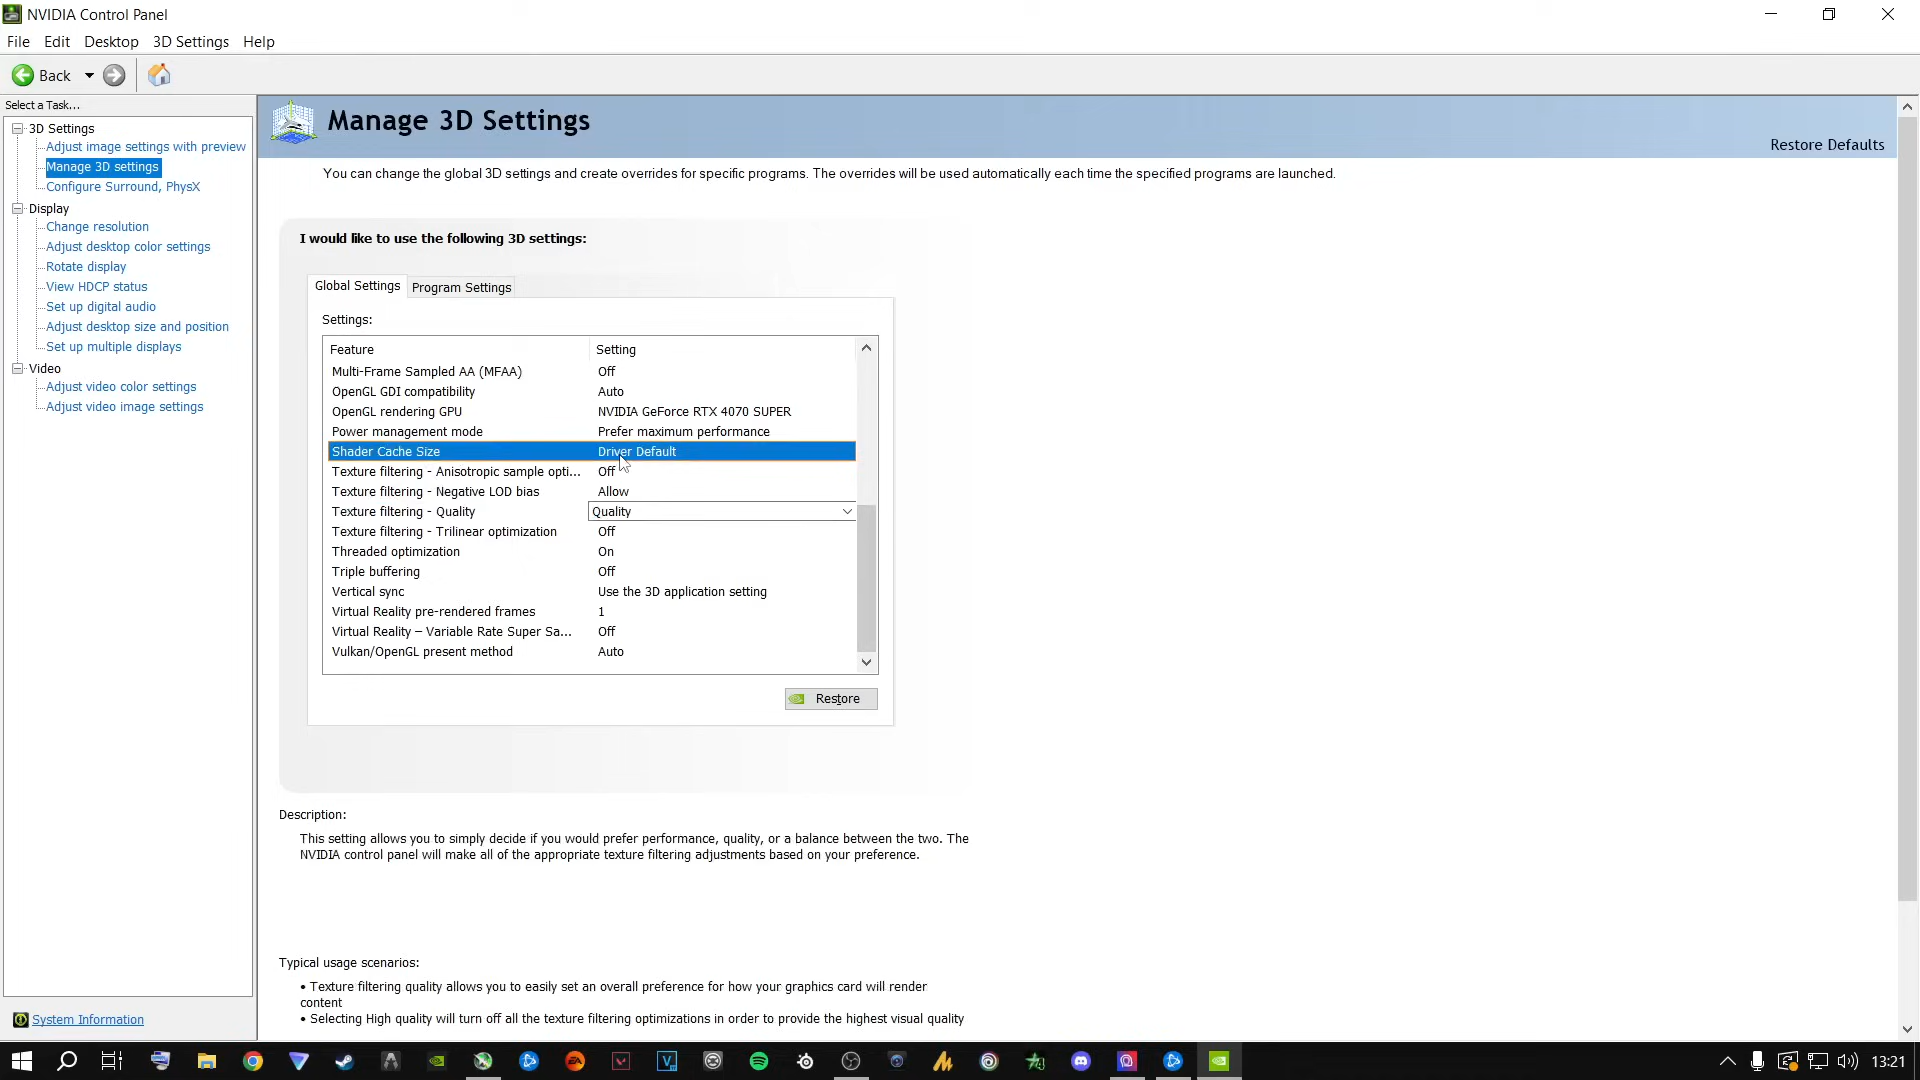 NVIDIA Control Panel
File Edit Desktop 3D Settings Help
Back
Select a Task...
3D Settings
Adjust image settings with preview
Manage 3D settings
Configure Surround, PhysX
Display
Change resolution
Adjust desktop color settings
Rotate display
View HDCP status
Set up digital audio
Adjust desktop size and position
Set up multiple displays
Video
Adjust video color settings
Adjust video image settings
System Information
Manage 3D Settings
Restore Defaults
You can change the global 3D settings and create overrides for specific programs. The overrides will be used automatically each time the specified programs are launched.
I would like to use the following 3D settings:
Global Settings Program Settings
Settings:
Feature Setting
Multi-Frame Sampled AA (MFAA) Off
OpenGL GDI compatibility Auto
OpenGL rendering GPU NVIDIA GeForce RTX 4070 SUPER
Power management mode Prefer maximum performance
Shader Cache Size Driver Default
Texture filtering - Anisotropic sample opti... Off
Texture filtering - Negative LOD bias Allow
Texture filtering - Quality Quality
Texture filtering - Trilinear optimization Off
Threaded optimization On
Triple buffering Off
Vertical sync Use the 3D application setting
Virtual Reality pre-rendered frames 1
Virtual Reality – Variable Rate Super Sa... Off
Vulkan/OpenGL present method Auto
Restore
Description:
This setting allows you to simply decide if you would prefer performance, quality, or a balance between the two. The
NVIDIA control panel will make all of the appropriate texture filtering adjustments based on your preference.
Typical usage scenarios:
• Texture filtering quality allows you to easily set an overall preference for how your graphics card will render
content
• Selecting High quality will turn off all the texture filtering optimizations in order to provide the highest visual quality
13:21